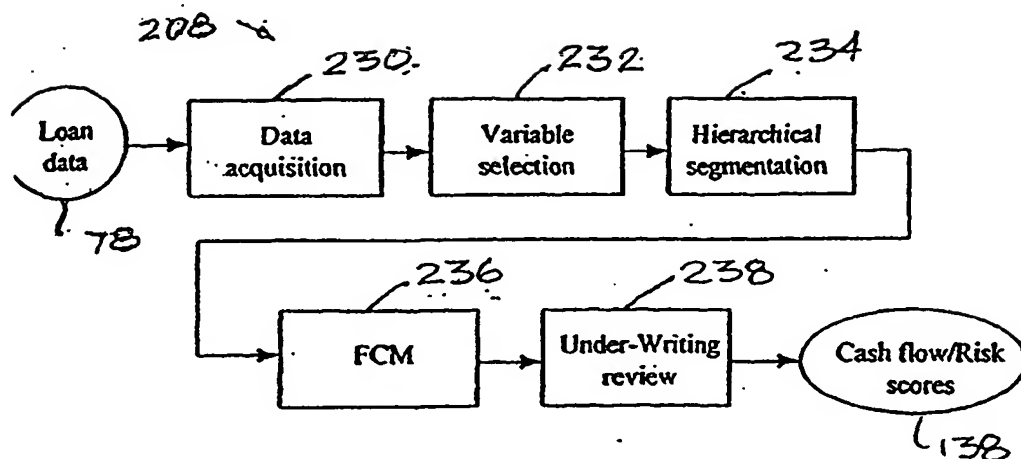 208
230
232
234
Loan
data
Data
acquisition
Variable
selection
Hierarchical
segmentation
78
236
238
FCM
Under-Writing
review
Cash flow/Risk
scores
138